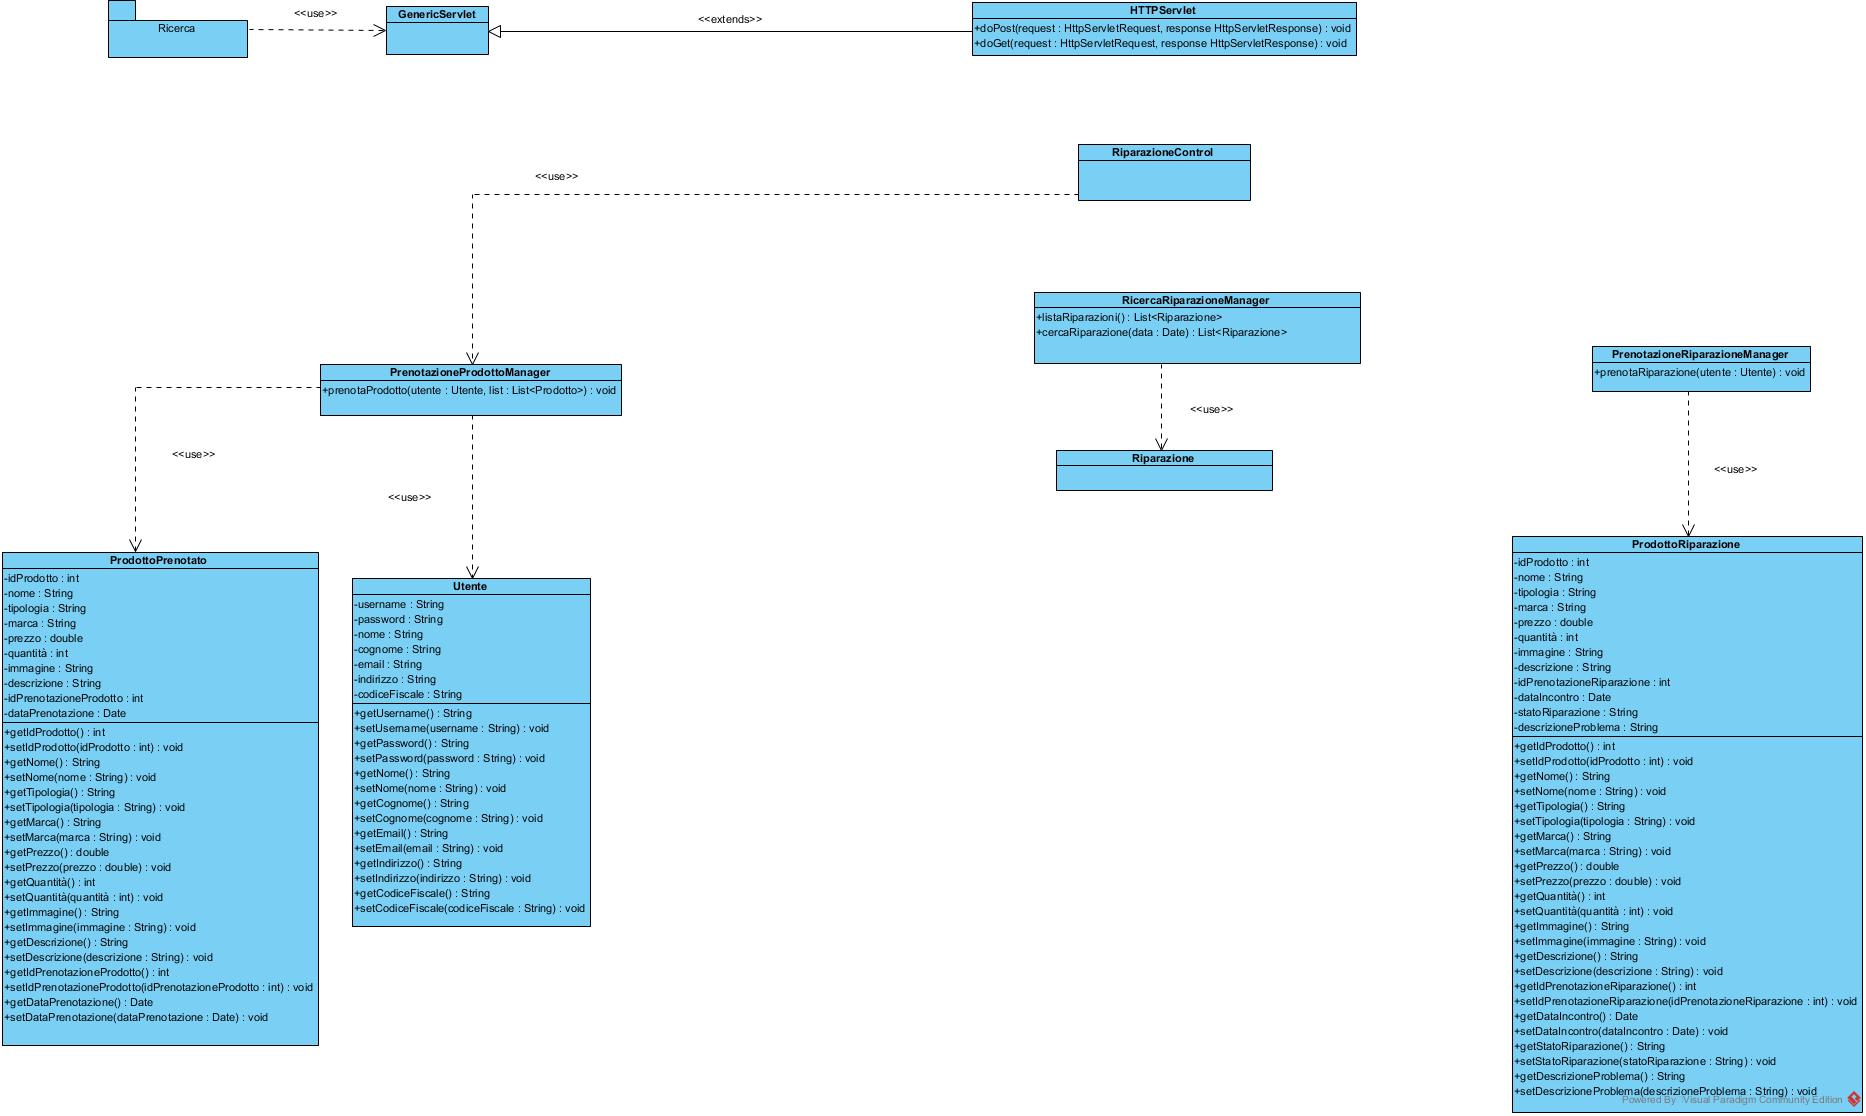 Ricerca
<<use>>
GenericServlet
<<extends>>
HTTPServlet
+doPost(request : HttpServletRequest, response HttpServletResponse) : void
+doGet(request : HttpServletRequest, response HttpServletResponse) : void
RiparazioneControl
<<use>>
RicercaRiparazioneManager
+listaRiparazioni() : List<Riparazione>
+cercaRiparazione(data : Date) : List<Riparazione>
<<use>>
Riparazione
PrenotazioneProdottoManager
+prenotaProdotto(utente : Utente, list : List<Prodotto>) : void
<<use>>
<<use>>
PrenotazioneRiparazioneManager
+prenotaRiparazione(utente : Utente) : void
<<use>>
ProdottoPrenotato
-idProdotto : int
-nome : String
-tipologia : String
-marca : String
-prezzo : double
-quantità : int
-immagine : String
-descrizione : String
-idPrenotazioneProdotto : int
-dataPrenotazione : Date
+getIdProdotto() : int
+setIdProdotto(idProdotto : int) : void
+getNome() : String
+setNome(nome : String) : void
+getTipologia() : String
+setTipologia(tipologia : String) : void
+getMarca() : String
+setMarca(marca : String) : void
+getPrezzo() : double
+setPrezzo(prezzo : double) : void
+getQuantità() : int
+setQuantità(quantità : int) : void
+getImmagine() : String
+setImmagine(immagine : String) : void
+getDescrizione() : String
+setDescrizione(descrizione : String) : void
+getIdPrenotazioneProdotto() : int
+setIdPrenotazioneProdotto(idPrenotazioneProdotto : int) : void
+getDataPrenotazione() : Date
+setDataPrenotazione(dataPrenotazione : Date) : void
Utente
-username : String
-password : String
-nome : String
-cognome : String
-email : String
-indirizzo : String
-codiceFiscale : String
+getUsername() : String
+setUsername(username : String) : void
+getPassword() : String
+setPassword(password : String) : void
+getNome() : String
+setNome(nome : String) : void
+getCognome() : String
+setCognome(cognome : String) : void
+getEmail() : String
+setEmail(email : String) : void
+getIndirizzo() : String
+setIndirizzo(indirizzo : String) : void
+getCodiceFiscale() : String
+setCodiceFiscale(codiceFiscale : String) : void
ProdottoRiparazione
-idProdotto : int
-nome : String
-tipologia : String
-marca : String
-prezzo : double
-quantità : int
-immagine : String
-descrizione : String
-idPrenotazioneRiparazione : int
-dataIncontro : Date
-statoRiparazione : String
-descrizioneProblema : String
+getIdProdotto() : int
+setIdProdotto(idProdotto : int) : void
+getNome() : String
+setNome(nome : String) : void
+getTipologia() : String
+setTipologia(tipologia : String) : void
+getMarca() : String
+setMarca(marca : String) : void
+getPrezzo() : double
+setPrezzo(prezzo : double) : void
+getQuantità() : int
+setQuantità(quantità : int) : void
+getImmagine() : String
+setImmagine(immagine : String) : void
+getDescrizione() : String
+setDescrizione(descrizione : String) : void
+getIdPrenotazioneRiparazione() : int
+setIdPrenotazioneRiparazione(idPrenotazioneRiparazione : int) : void
+getDataIncontro() : Date
+setDataIncontro(dataIncontro : Date) : void
+getStatoRiparazione() : String
+setStatoRiparazione(statoRiparazione : String) : void
+getDescrizioneProblema() : String
+setDescrizioneProblema(descrizioneProblema : String) : void
Powered By Visual Paradigm Community Edition